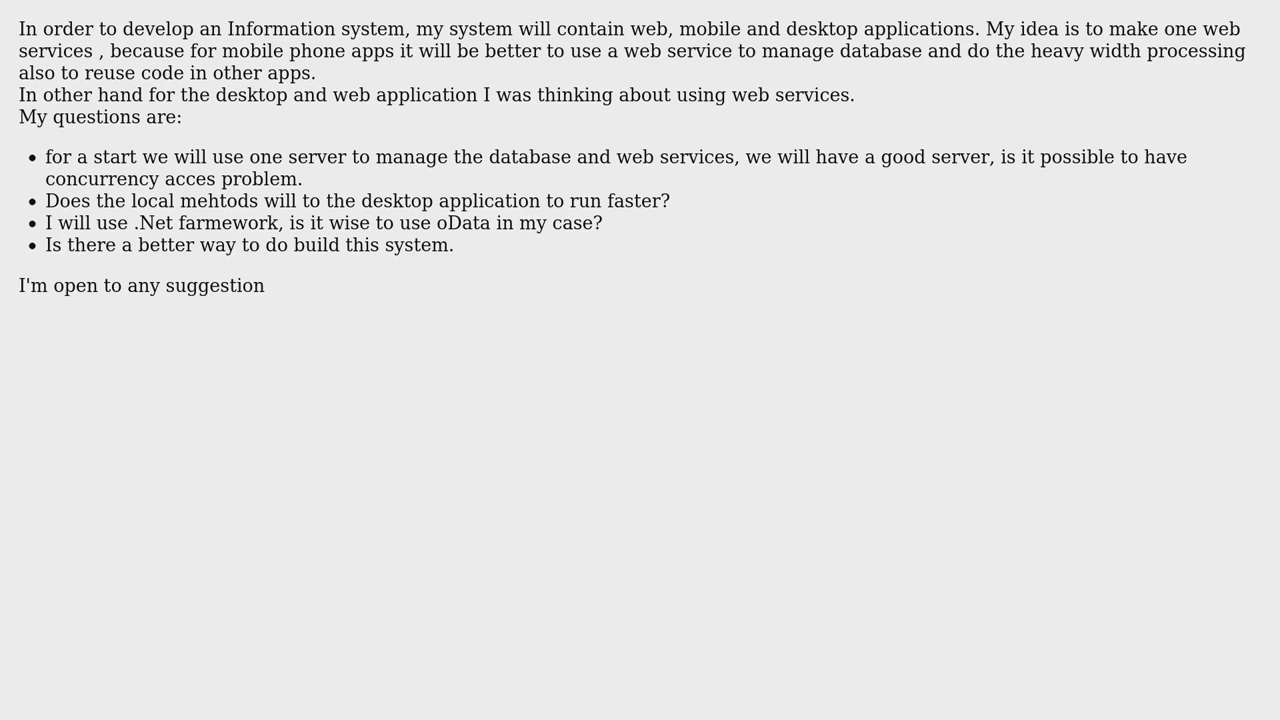 In order to develop an Information system, my system will contain web, mobile and desktop applications. My idea is to make one web
services , because for mobile phone apps it will be better to use a web service to manage database and do the heavy width processing
also to reuse code in other apps.
In other hand for the desktop and web application I was thinking about using web services.
My questions are:
• for a start we will use one server to manage the database and web services, we will have a good server, is it possible to have
concurrency acces problem.
• Does the local mehtods will to the desktop application to run faster?
• I will use .Net farmework, is it wise to use oData in my case?
• Is there a better way to do build this system.
I'm open to any suggestion